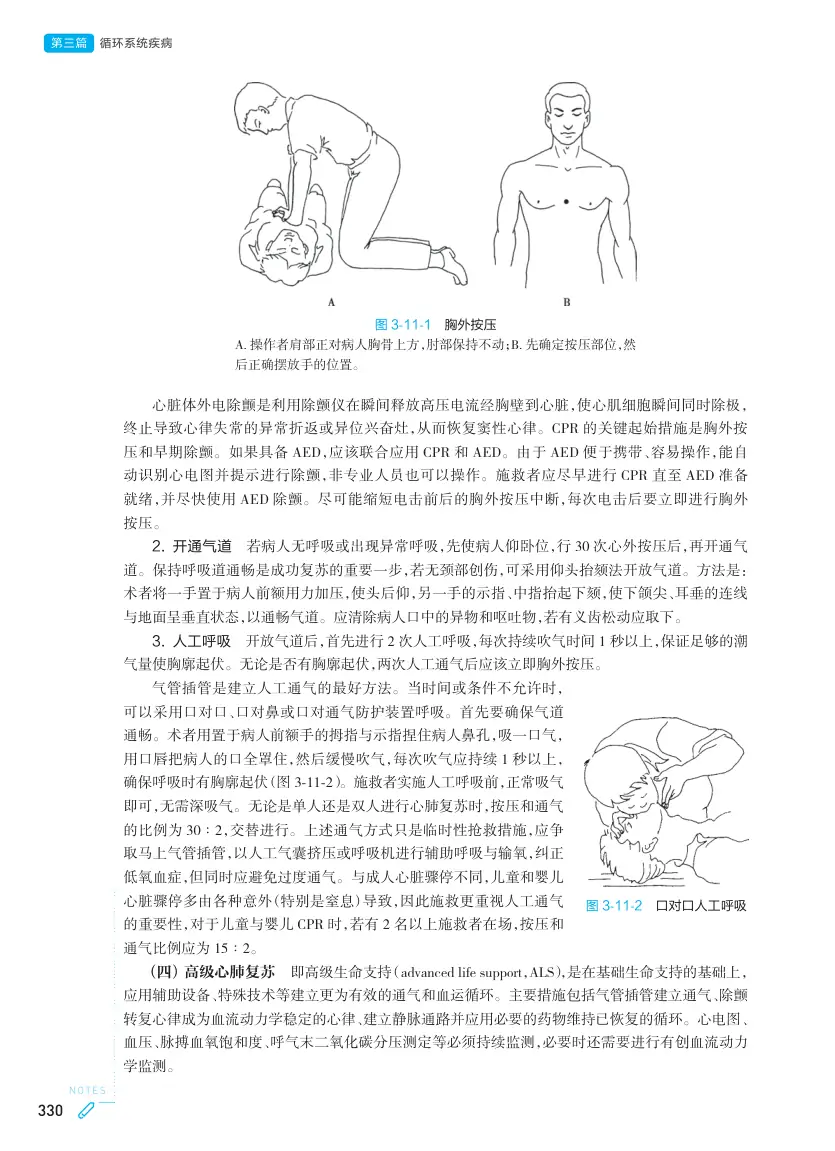 第三篇 循环系统疾病
A B
图 3-11-1 胸外按压
A. 操作者肩部正对病人胸骨上方,肘部保持不动;B. 先确定按压部位,然
后正确摆放手的位置。
心脏体外电除颤是利用除颤仪在瞬间释放高压电流经胸壁到心脏,使心肌细胞瞬间同时除极,
终止导致心律失常的异常折返或异位兴奋灶,从而恢复窦性心律。CPR 的关键起始措施是胸外按
压和早期除颤。如果具备 AED,应该联合应用 CPR 和 AED。由于 AED 便于携带、容易操作,能自
动识别心电图并提示进行除颤,非专业人员也可以操作。施救者应尽早进行 CPR 直至 AED 准备
就绪,并尽快使用 AED 除颤。尽可能缩短电击前后的胸外按压中断,每次电击后要立即进行胸外
按压。
2. 开通气道 若病人无呼吸或出现异常呼吸,先使病人仰卧位,行 30 次心外按压后,再开通气
道。保持呼吸道通畅是成功复苏的重要一步,若无颈部创伤,可采用仰头抬颏法开放气道。方法是:
术者将一手置于病人前额用力加压,使头后仰,另一手的示指、中指抬起下颏,使下颌尖、耳垂的连线
与地面呈垂直状态,以通畅气道。应清除病人口中的异物和呕吐物,若有义齿松动应取下。
3. 人工呼吸 开放气道后,首先进行 2 次人工呼吸,每次持续吹气时间 1 秒以上,保证足够的潮
气量使胸廓起伏。无论是否有胸廓起伏,两次人工通气后应该立即胸外按压。
气管插管是建立人工通气的最好方法。当时间或条件不允许时,
可以采用口对口、口对鼻或口对通气防护装置呼吸。首先要确保气道
通畅。术者用置于病人前额手的拇指与示指捏住病人鼻孔,吸一口气,
用口唇把病人的口全罩住,然后缓慢吹气,每次吹气应持续 1 秒以上,
确保呼吸时有胸廓起伏(图 3-11-2)。施救者实施人工呼吸前,正常吸气
即可,无需深吸气。无论是单人还是双人进行心肺复苏时,按压和通气
的比例为 30∶2,交替进行。上述通气方式只是临时性抢救措施,应争
取马上气管插管,以人工气囊挤压或呼吸机进行辅助呼吸与输氧,纠正
低氧血症,但同时应避免过度通气。与成人心脏骤停不同,儿童和婴儿
心脏骤停多由各种意外(特别是窒息)导致,因此施救更重视人工通气
的重要性,对于儿童与婴儿 CPR 时,若有 2 名以上施救者在场,按压和
通气比例应为 15∶2。
图 3-11-2 口对口人工呼吸
(四) 高级心肺复苏 即高级生命支持(advanced life support,ALS),是在基础生命支持的基础上,
应用辅助设备、特殊技术等建立更为有效的通气和血运循环。主要措施包括气管插管建立通气、除颤
转复心律成为血流动力学稳定的心律、建立静脉通路并应用必要的药物维持已恢复的循环。心电图、
血压、脉搏血氧饱和度、呼气末二氧化碳分压测定等必须持续监测,必要时还需要进行有创血流动力
学监测。
NOTES
330